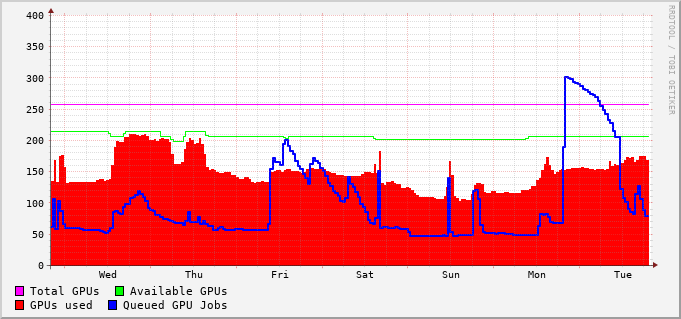 RRDTOOL / TOBI OETIKER
400
350
300
250
200
150
100
50
0
Wed Thu Fri Sat Sun Mon Tue
Total GPUs Available GPUs
GPUs used Queued GPU Jobs